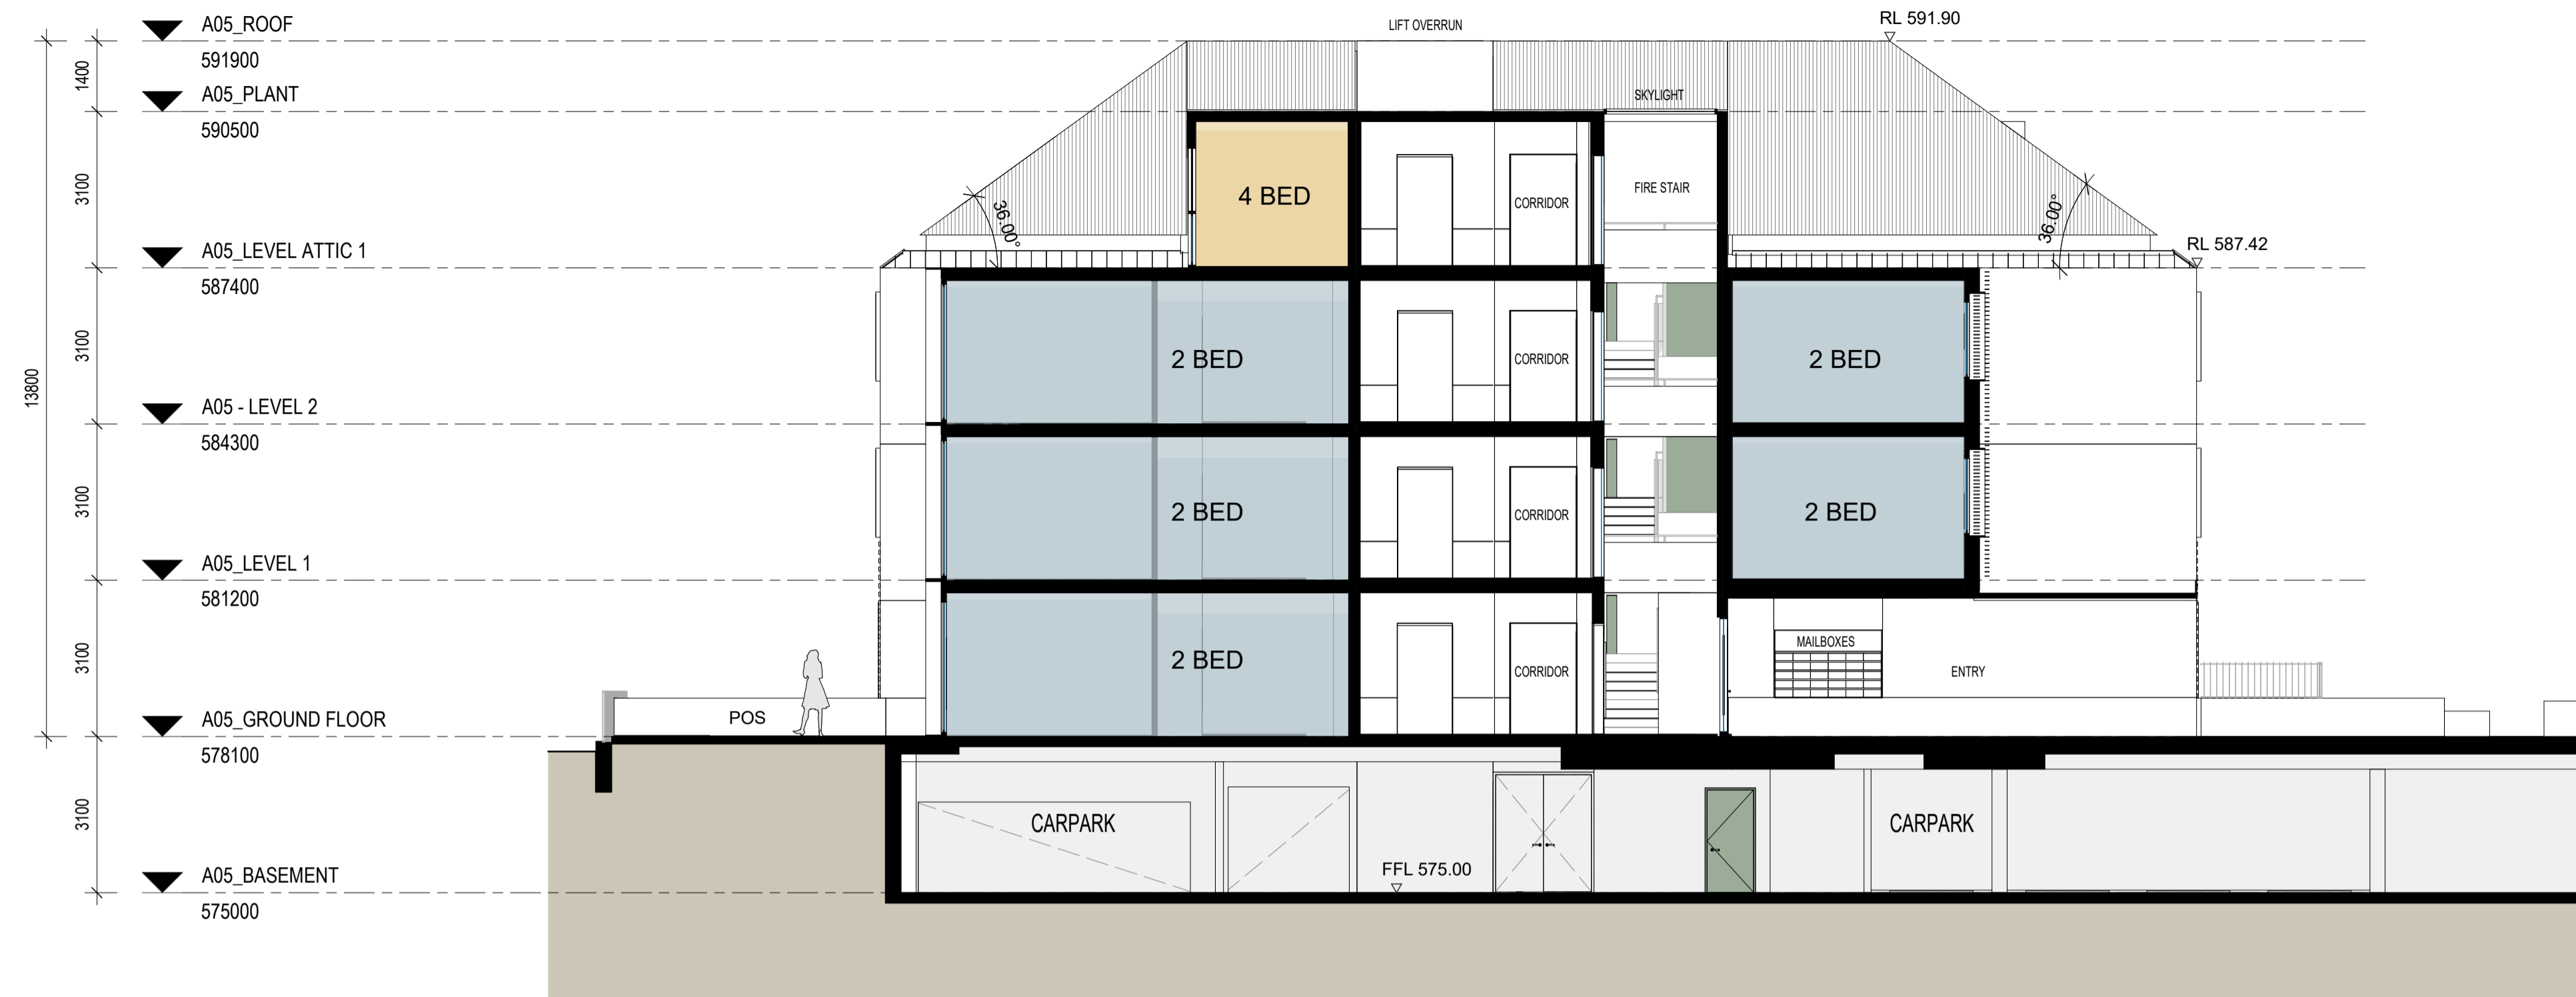 A05_ROOF
591900
LIFT OVERRUN
RL 591.90
1400
A05_PLANT
590500
SKYLIGHT
3100
4 BED
CORRIDOR
FIRE STAIR
36.00°
36.00°
A05_LEVEL ATTIC 1
587400
RL 587.42
3100
13800
2 BED
CORRIDOR
2 BED
A05 - LEVEL 2
584300
3100
2 BED
CORRIDOR
2 BED
A05_LEVEL 1
581200
3100
2 BED
CORRIDOR
MAILBOXES
ENTRY
POS
A05_GROUND FLOOR
578100
3100
CARPARK
CARPARK
FFL 575.00
A05_BASEMENT
575000